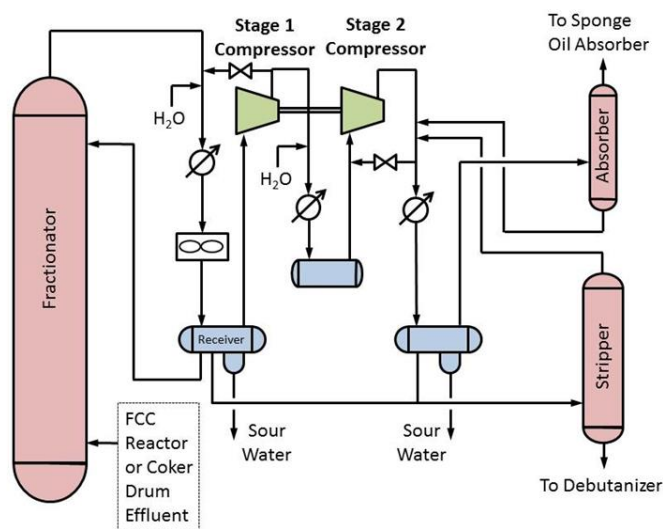 Stage 1
Compressor
Stage 2
Compressor
To Sponge
Oil Absorber
H₂O
H₂O
Absorber
Fractionator
Receiver
Stripper
FCC
Reactor
or Coker
Drum
Effluent
Sour
Water
Sour
Water
To Debutanizer